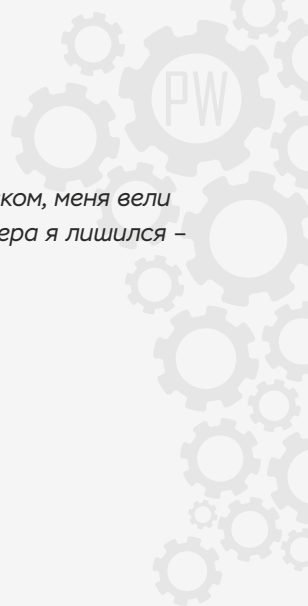 PW
ком, меня вели
ера я лишился –